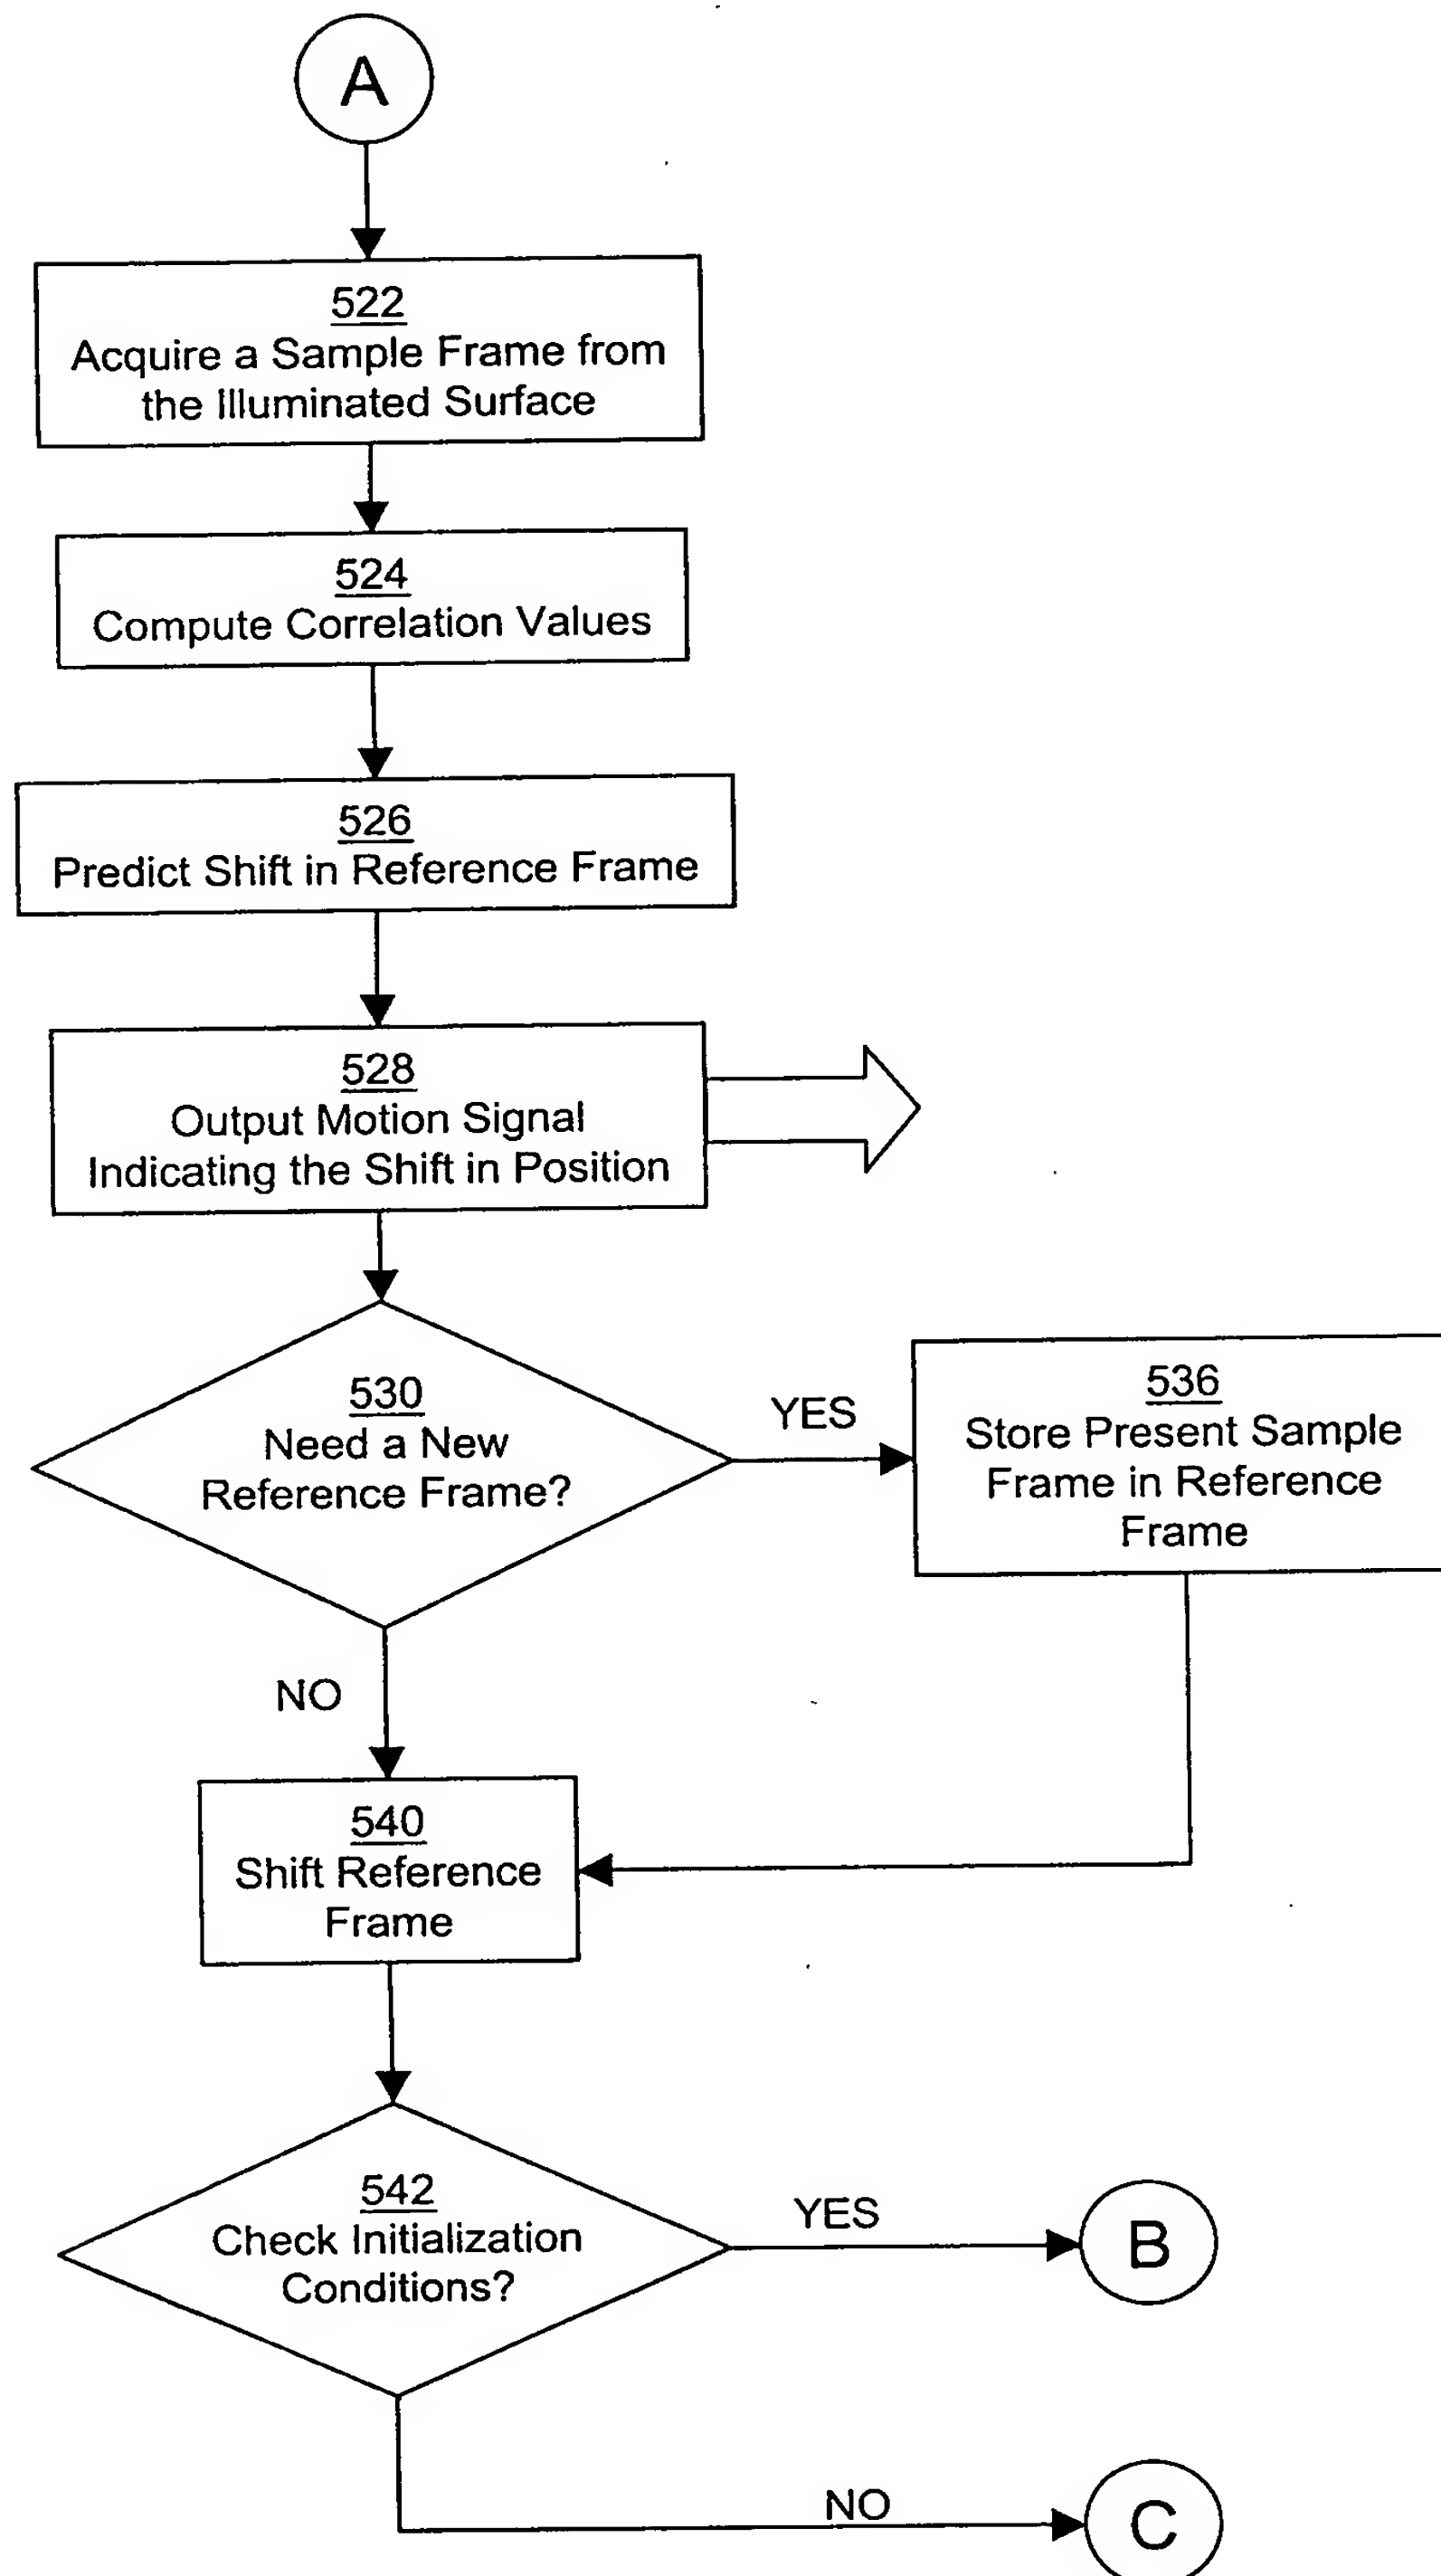 A
522
Acquire a Sample Frame from
the Illuminated Surface
524
Compute Correlation Values
526
Predict Shift in Reference Frame
528
Output Motion Signal
Indicating the Shift in Position
530
Need a New
Reference Frame?
YES
536
Store Present Sample
Frame in Reference
Frame
NO
540
Shift Reference
Frame
542
Check Initialization
Conditions?
YES
B
NO
C